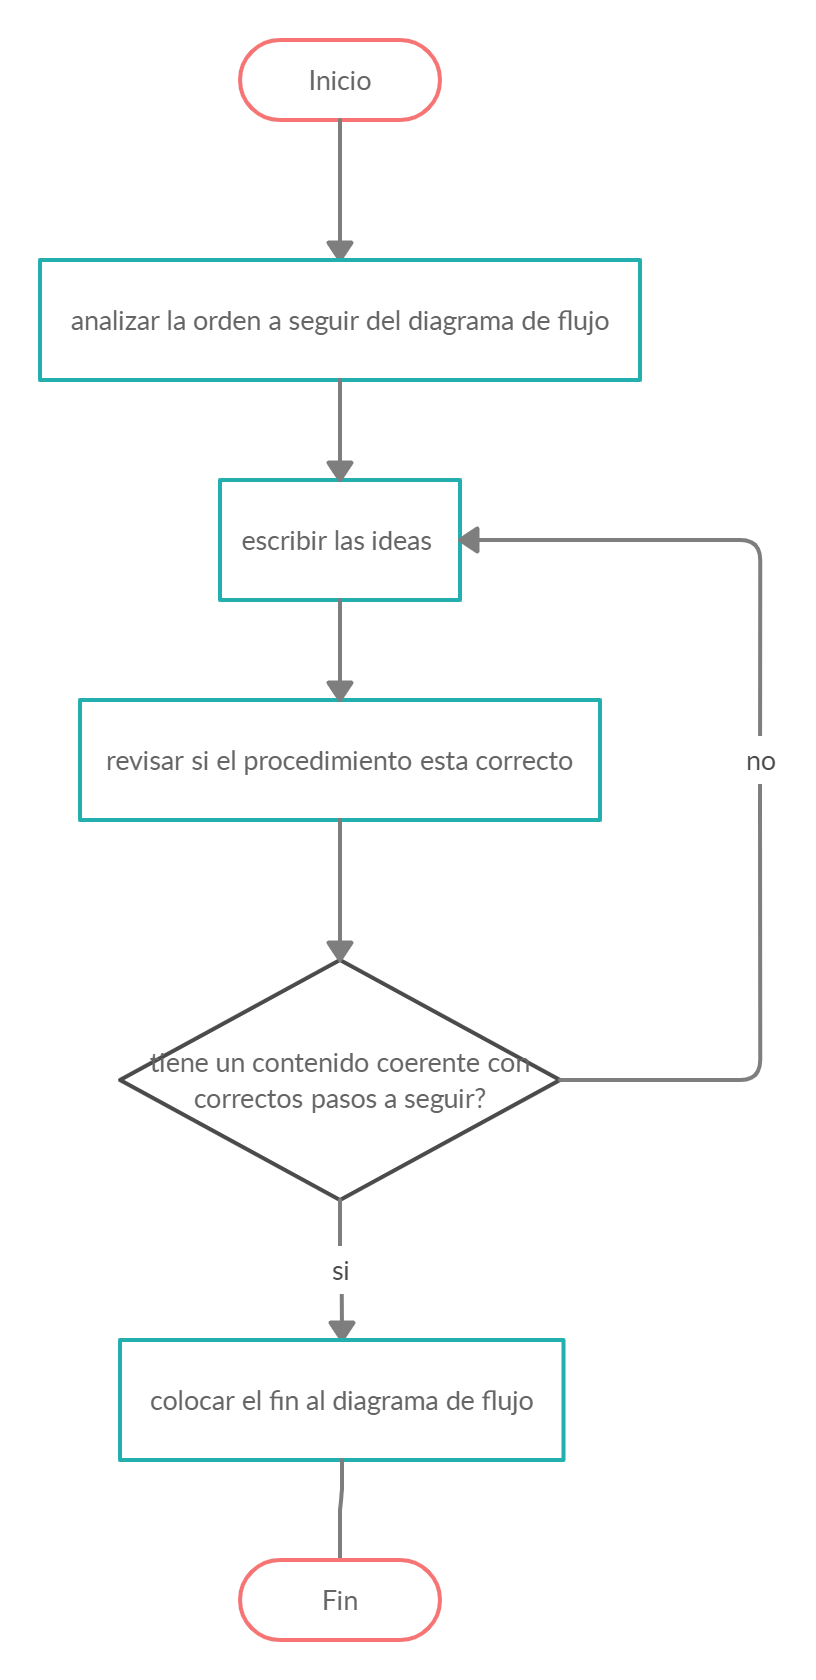 Inicio
analizar la orden a seguir del diagrama de flujo
escribir las ideas
revisar si el procedimiento esta correcto
no
tiene un contenido coerente con
correctos pasos a seguir?
si
colocar el fin al diagrama de flujo
Fin